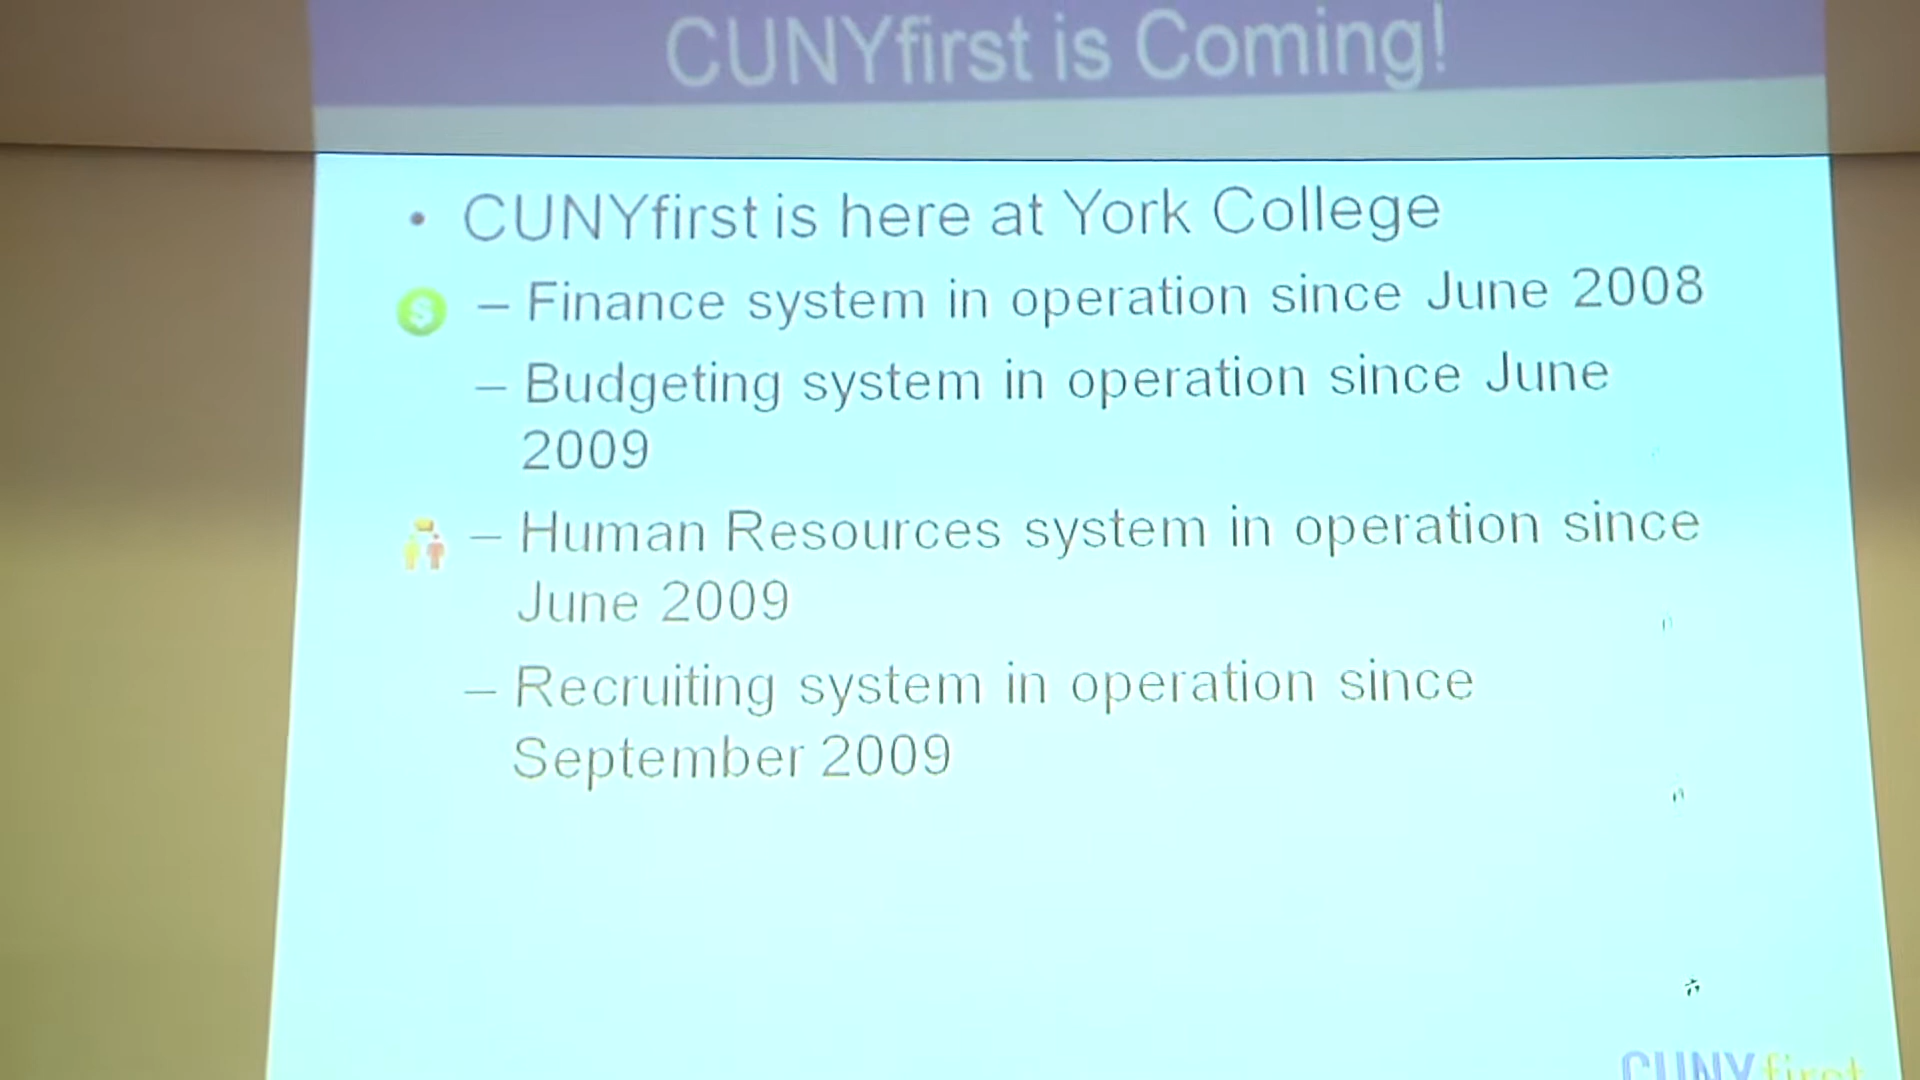 CUNYfirst is Coming!
• CUNYfirst is here at York College
– Finance system in operation since June 2008
– Budgeting system in operation since June
2009
– Human Resources system in operation since
June 2009
– Recruiting system in operation since
September 2009
CUNYfirst